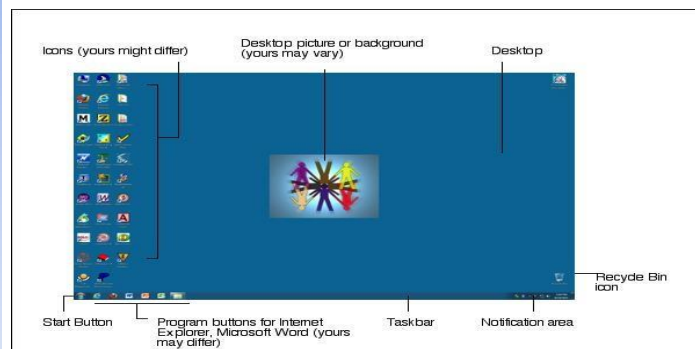 Icons (yours might differ)
Desktop picture or background
(yours may vary)
Desktop
Recycle Bin
icon
Start Button
Program buttons for Internet
Explorer, Microsoft Word (yours
may differ)
Taskbar
Notification area